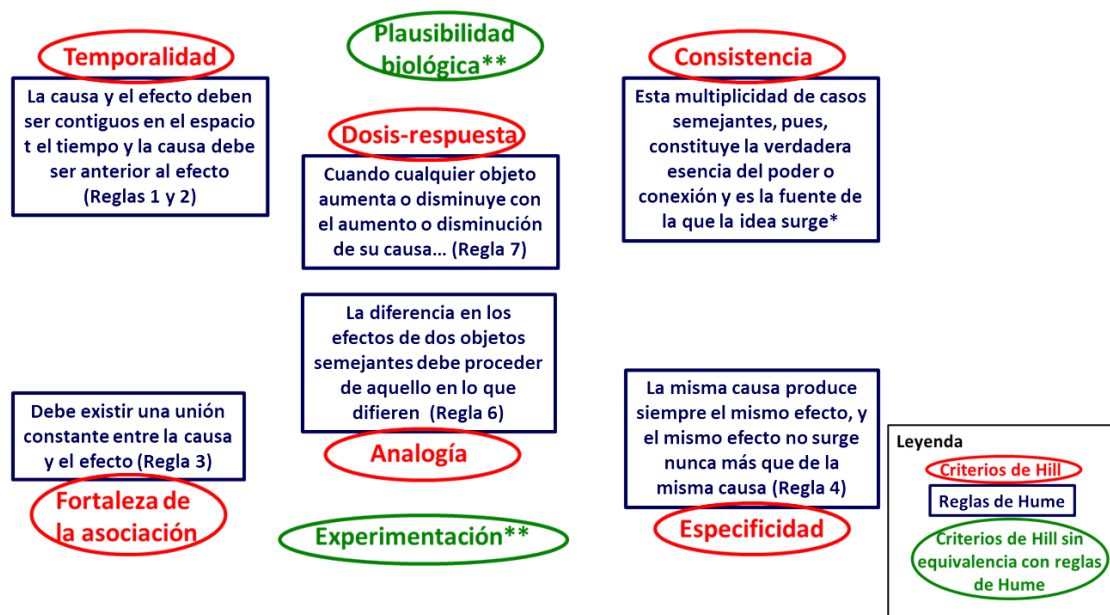 Temporalidad
La causa y el efecto deben
ser contiguos en el espacio
t el tiempo y la causa debe
ser anterior al efecto
(Reglas 1 y 2)
Plausibilidad
biológica**
Dosis-respuesta
Cuando cualquier objeto
aumenta o disminuye con
el aumento o disminución
de su causa... (Regla 7)
Consistencia
Esta multiplicidad de casos
semejantes, pues,
constituye la verdadera
esencia del poder o
conexión y es la fuente de
la que la idea surge*
Debe existir una unión
constante entre la causa
y el efecto (Regla 3)
Fortaleza de
la asociación
La diferencia en los
efectos de dos objetos
semejantes debe proceder
de aquello en lo que
difieren (Regla 6)
Analogía
Experimentación**
La misma causa produce
siempre el mismo efecto, y
el mismo efecto no surge
nunca más que de la
misma causa (Regla 4)
Especificidad
Leyenda
Criterios de Hill
Reglas de Hume
Criterios de Hill sin
equivalencia con reglas
de Hume